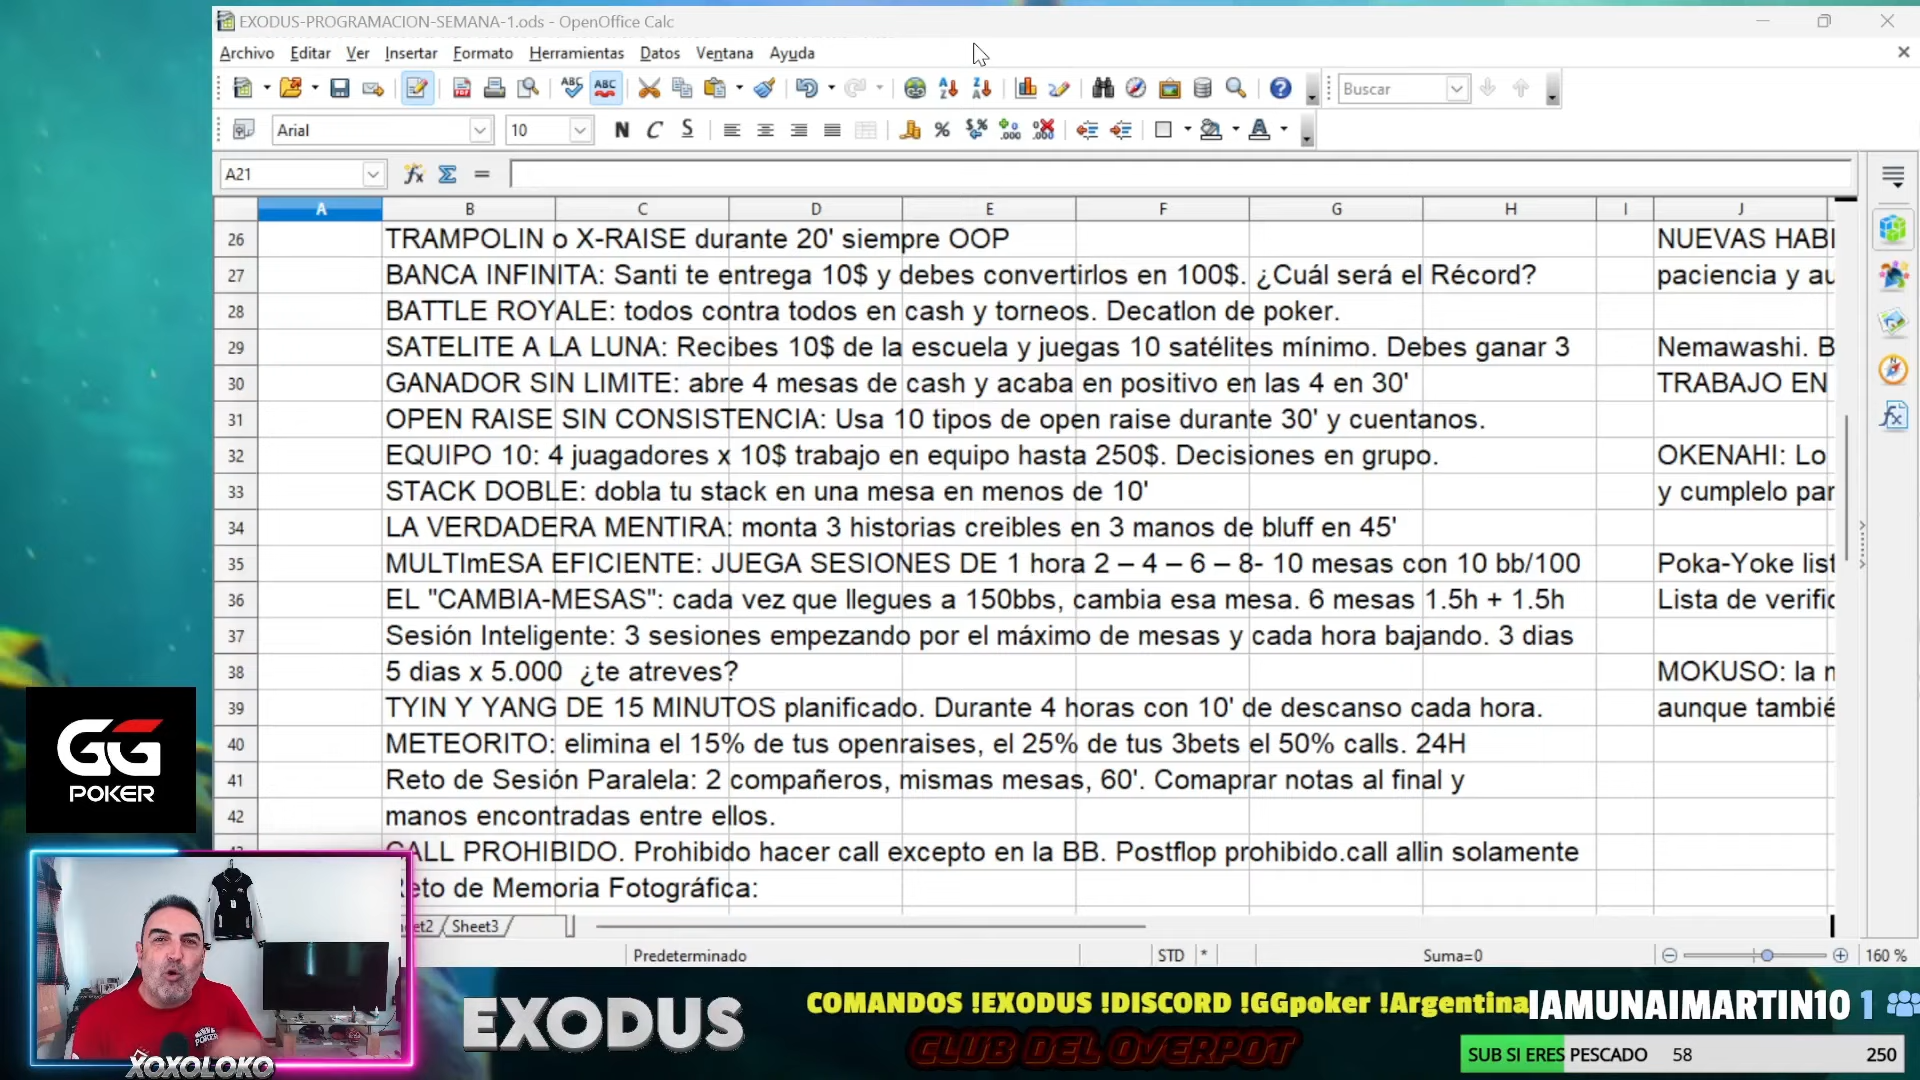 EXODUS-PROGRAMACION-SEMANA-1.ods - OpenOffice Calc
Archivo Editar Ver Insertar Formato Herramientas Datos Ventana Ayuda
Buscar
Arial 10 N C S
A21
A B C D E F G H I J
26 TRAMPOLIN o X-RAISE durante 20' siempre OOP NUEVAS HABI
27 BANCA INFINITA: Santi te entrega 10$ y debes convertirlos en 100$. ¿Cuál será el Récord? paciencia y au
28 BATTLE ROYALE: todos contra todos en cash y torneos. Decatlon de poker.
29 SATELITE A LA LUNA: Recibes 10$ de la escuela y juegas 10 satélites mínimo. Debes ganar 3 Nemawashi. B
30 GANADOR SIN LIMITE: abre 4 mesas de cash y acaba en positivo en las 4 en 30' TRABAJO EN
31 OPEN RAISE SIN CONSISTENCIA: Usa 10 tipos de open raise durante 30' y cuentanos.
32 EQUIPO 10: 4 juagadores x 10$ trabajo en equipo hasta 250$. Decisiones en grupo. OKENAHI: Lo
33 STACK DOBLE: dobla tu stack en una mesa en menos de 10' y cumplelo par
34 LA VERDADERA MENTIRA: monta 3 historias creibles en 3 manos de bluff en 45'
35 MULTImESA EFICIENTE: JUEGA SESIONES DE 1 hora 2 – 4 – 6 – 8- 10 mesas con 10 bb/100 Poka-Yoke list
36 EL "CAMBIA-MESAS": cada vez que llegues a 150bbs, cambia esa mesa. 6 mesas 1.5h + 1.5h Lista de verific
37 Sesión Inteligente: 3 sesiones empezando por el máximo de mesas y cada hora bajando. 3 dias
38 5 dias x 5.000 ¿te atreves? MOKUSO: la m
39 TYIN Y YANG DE 15 MINUTOS planificado. Durante 4 horas con 10' de descanso cada hora. aunque tambié
40 METEORITO: elimina el 15% de tus openraises, el 25% de tus 3bets el 50% calls. 24H
41 Reto de Sesión Paralela: 2 compañeros, mismas mesas, 60'. Comaprar notas al final y
42 manos encontradas entre ellos.
CALL PROHIBIDO. Prohibido hacer call excepto en la BB. Postflop prohibido.call allin solamente
eto de Memoria Fotográfica:
eet2 Sheet3
Predeterminado STD * Suma=0 160 %
GG
POKER
XOXOLOKO
EXODUS
COMANDOS !EXODUS !DISCORD !GGpoker !Argentina
IAMUNAIMARTIN10 1
CLUB DEL OVERPOT
SUB SI ERES PESCADO 58 250